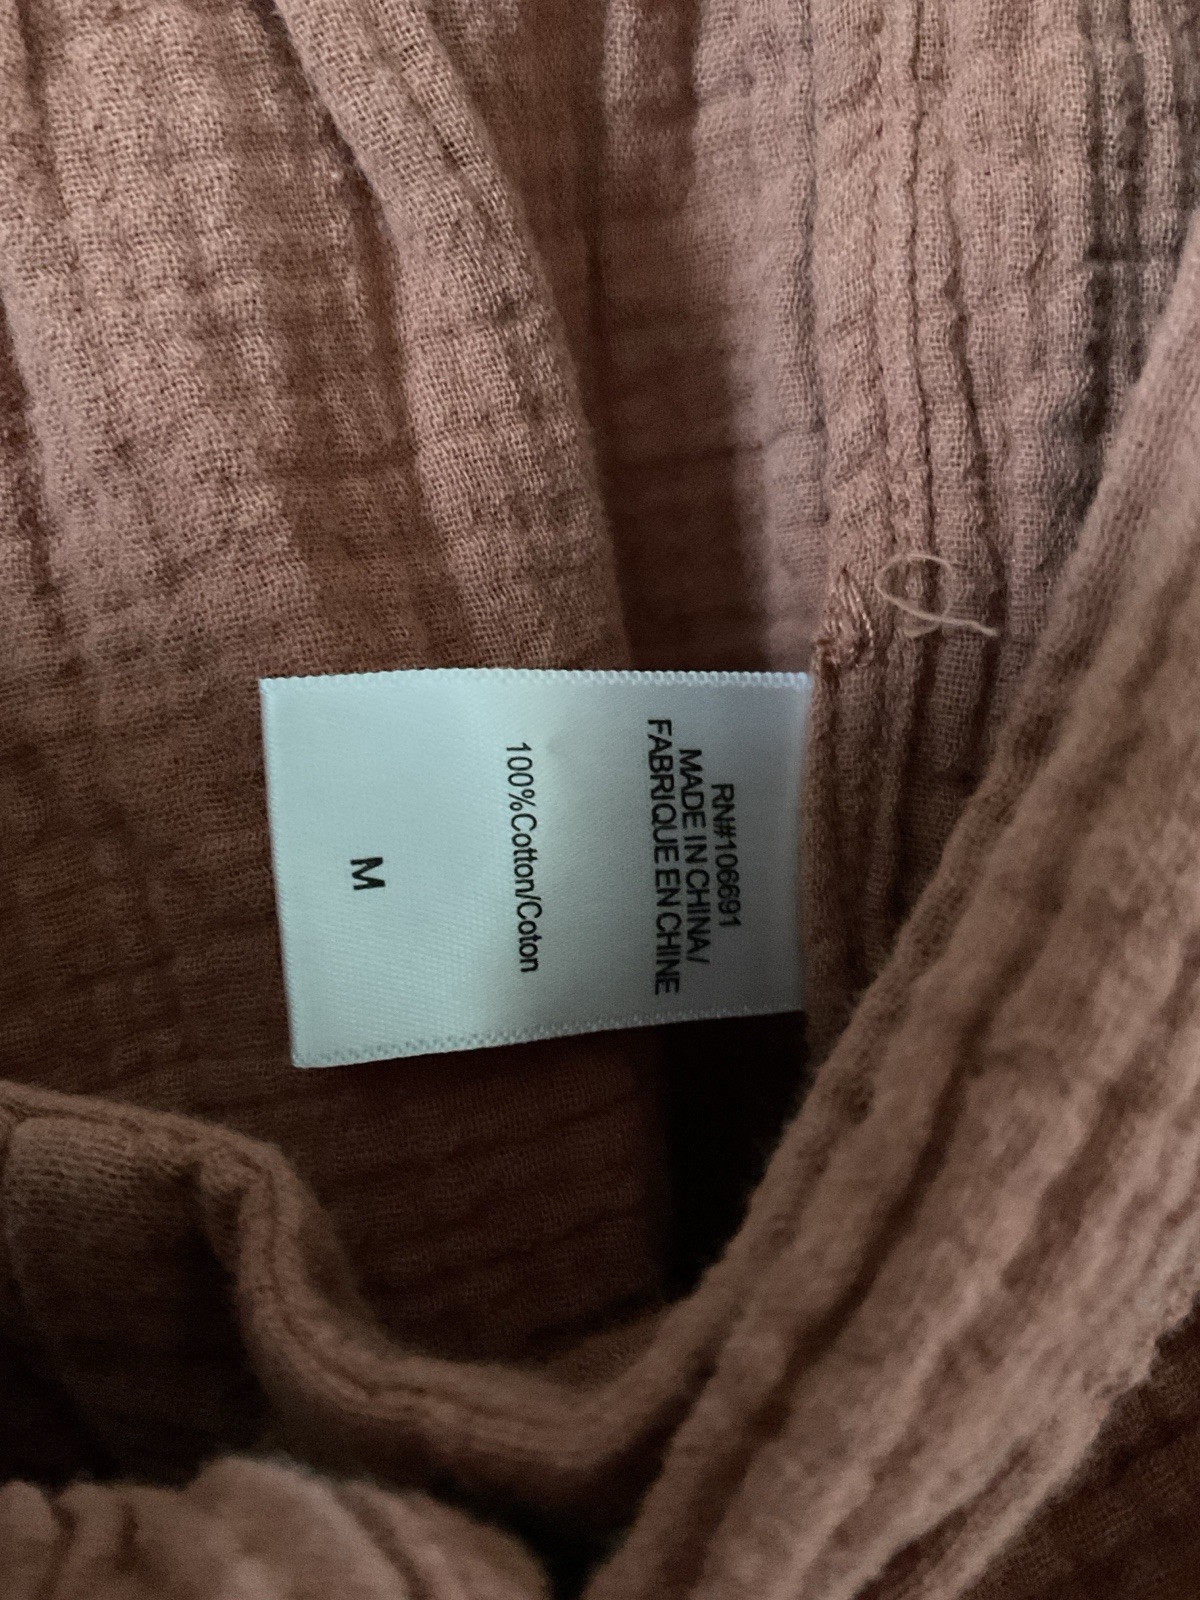 RN#106691
MADE IN CHINA/
FABRIQUE EN CHINE
100%Cotton/Coton
M